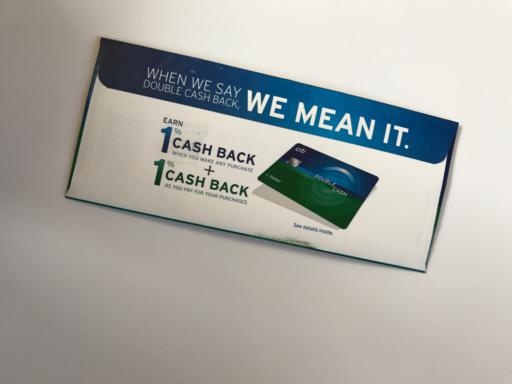 WHEN WE SAY
DOUBLE CASH BACK,
WE MEAN IT.
EARN
1% CASH BACK
WHEN YOU MAKE ANY PURCHASE
+
1% CASH BACK
AS YOU PAY FOR YOUR PURCHASES
citi
DOUBLE CASH
See details inside.